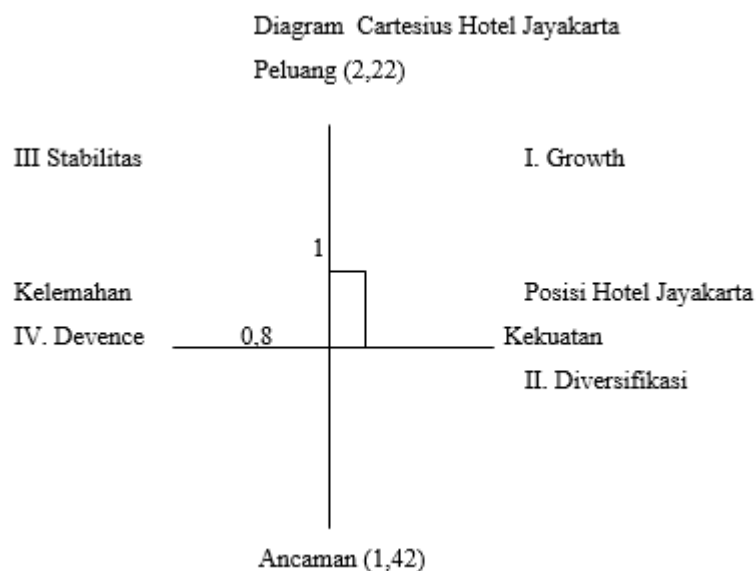 Diagram Cartesius Hotel Jayakarta
Peluang (2,22)
III Stabilitas
I. Growth
1
Kelemahan
Posisi Hotel Jayakarta
IV. Devence
0,8
Kekuatan
II. Diversifikasi
Ancaman (1,42)